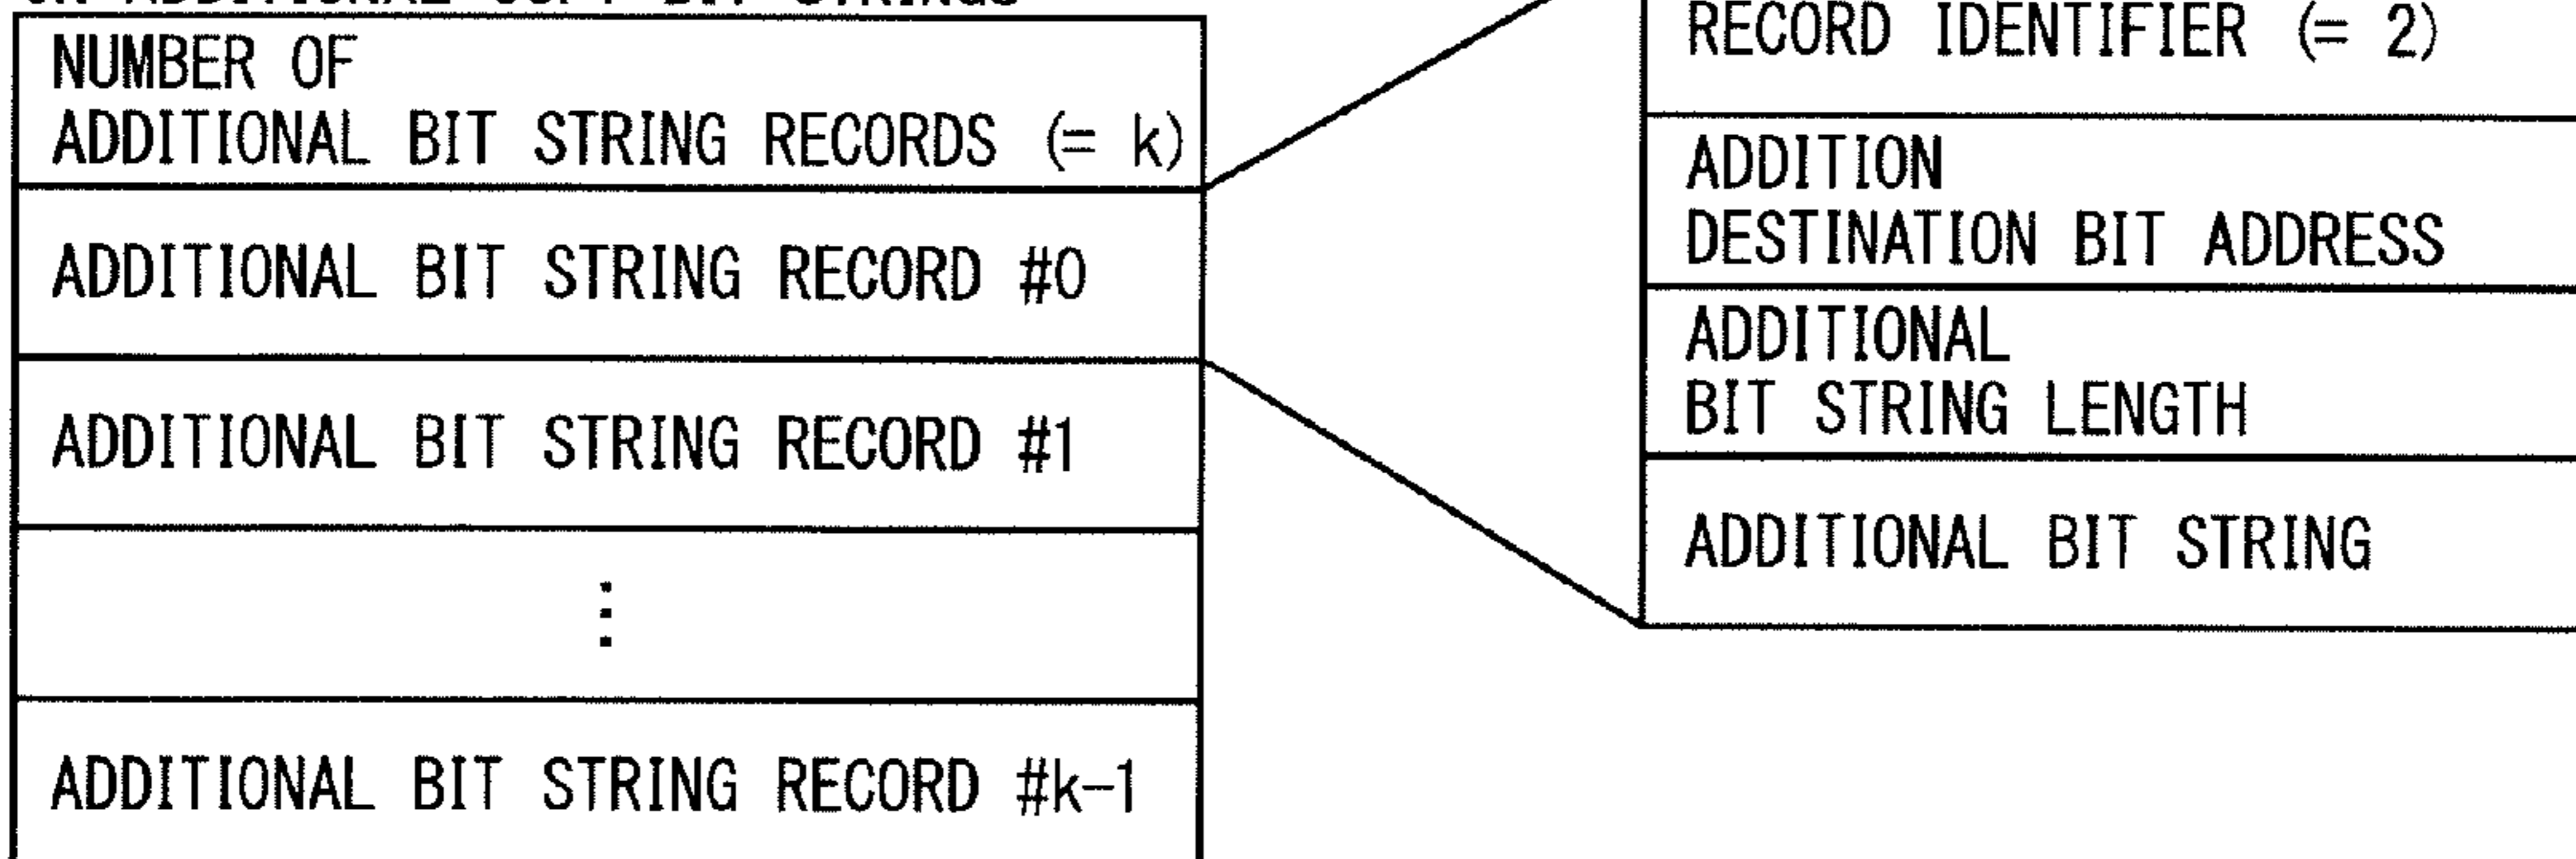 NUMBER OF
ADDITIONAL BIT STRING RECORDS (= k)
ADDITIONAL BIT STRING RECORD #0
ADDITIONAL BIT STRING RECORD #1
⋮
ADDITIONAL BIT STRING RECORD #k-1
RECORD IDENTIFIER (= 2)
ADDITION
DESTINATION BIT ADDRESS
ADDITIONAL
BIT STRING LENGTH
ADDITIONAL BIT STRING